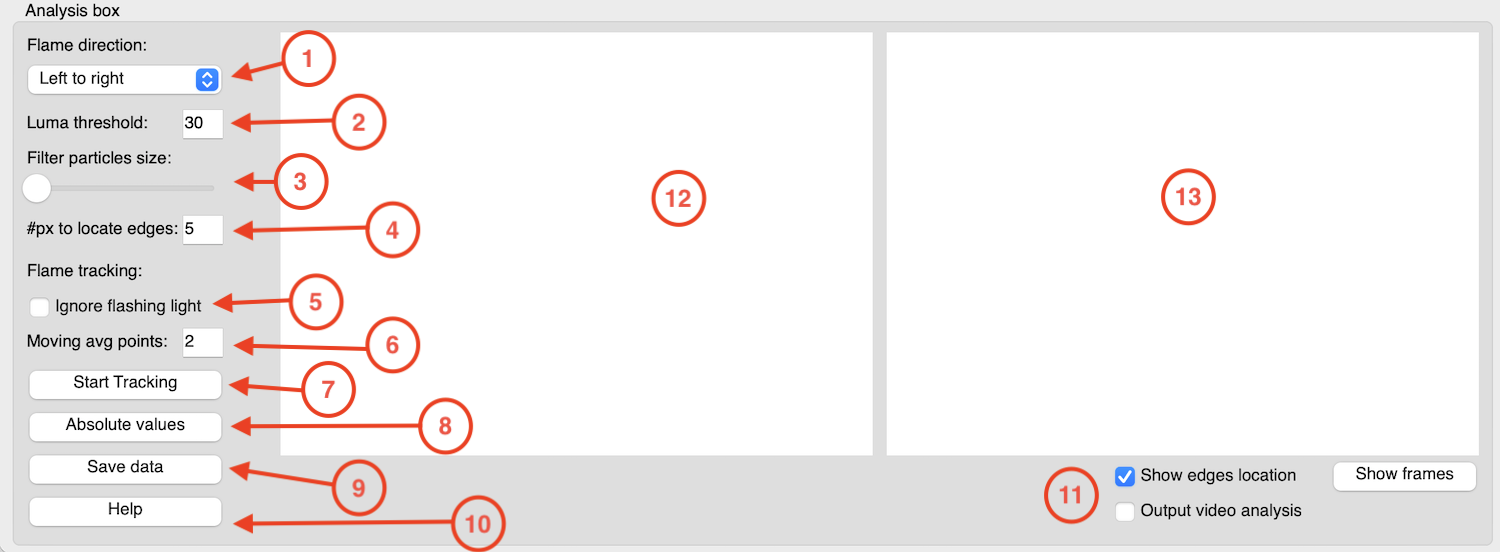 Analysis box
Flame direction:
Left to right
1
Luma threshold: 30
2
Filter particles size:
3
#px to locate edges: 5
4
Flame tracking:
Ignore flashing light
5
Moving avg points: 2
6
Start Tracking
7
Absolute values
8
Save data
9
Help
10
12
13
11
Show edges location
Output video analysis
Show frames